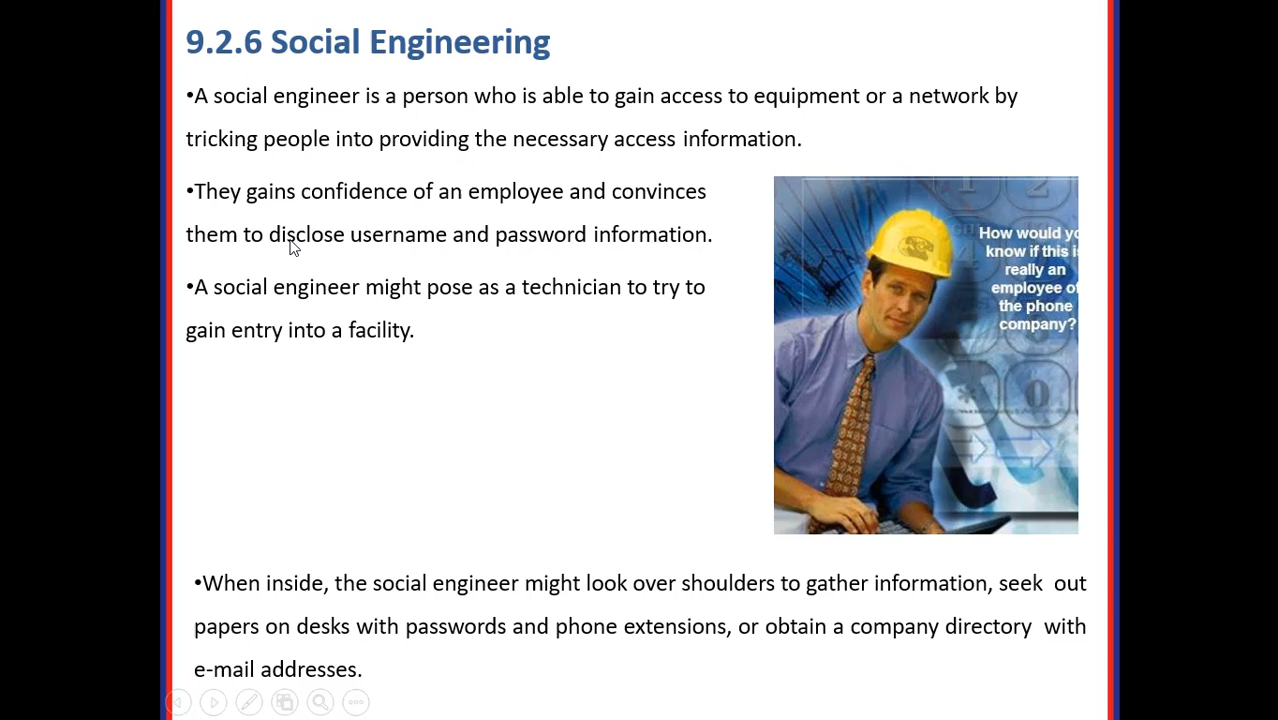 9.2.6 Social Engineering
•A social engineer is a person who is able to gain access to equipment or a network by
tricking people into providing the necessary access information.
•They gains confidence of an employee and convinces
them to disclose username and password information.
•A social engineer might pose as a technician to try to
gain entry into a facility.
How would yo
know if this is
really an
employee of
the phone
company?
•When inside, the social engineer might look over shoulders to gather information, seek out
papers on desks with passwords and phone extensions, or obtain a company directory with
e-mail addresses.